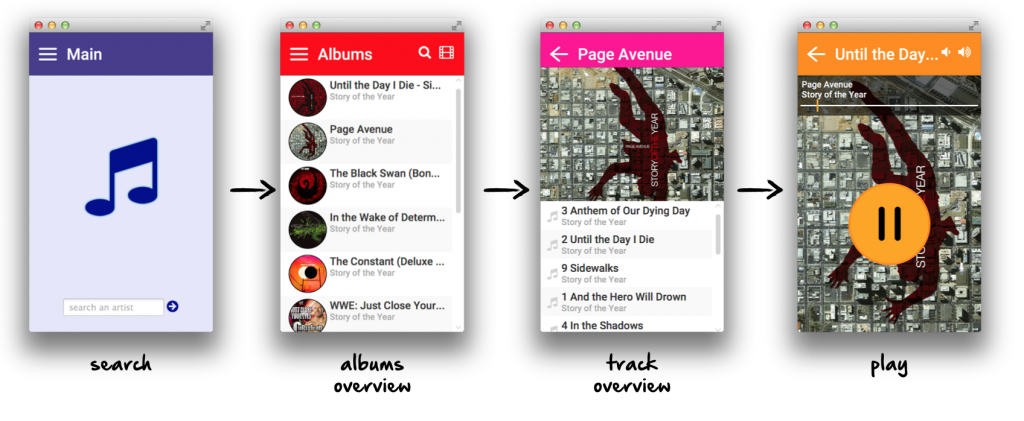 Main
search an artist
Albums
Until the Day I Die - Si...
Story of the Year
Page Avenue
Story of the Year
The Black Swan (Bon...
Story of the Year
In the Wake of Determ...
Story of the Year
The Constant (Deluxe ...
Story of the Year
WWE: Just Close Your...
Story of the Year
Page Avenue
PAGE AVENUE
STORY OF THE YEAR
3 Anthem of Our Dying Day
Story of the Year
2 Until the Day I Die
Story of the Year
9 Sidewalks
Story of the Year
1 And the Hero Will Drown
Story of the Year
4 In the Shadows
Story of the Year
Until the Day...
Page Avenue
Story of the Year
YEAR
STORY
search
albums
overview
track
overview
play